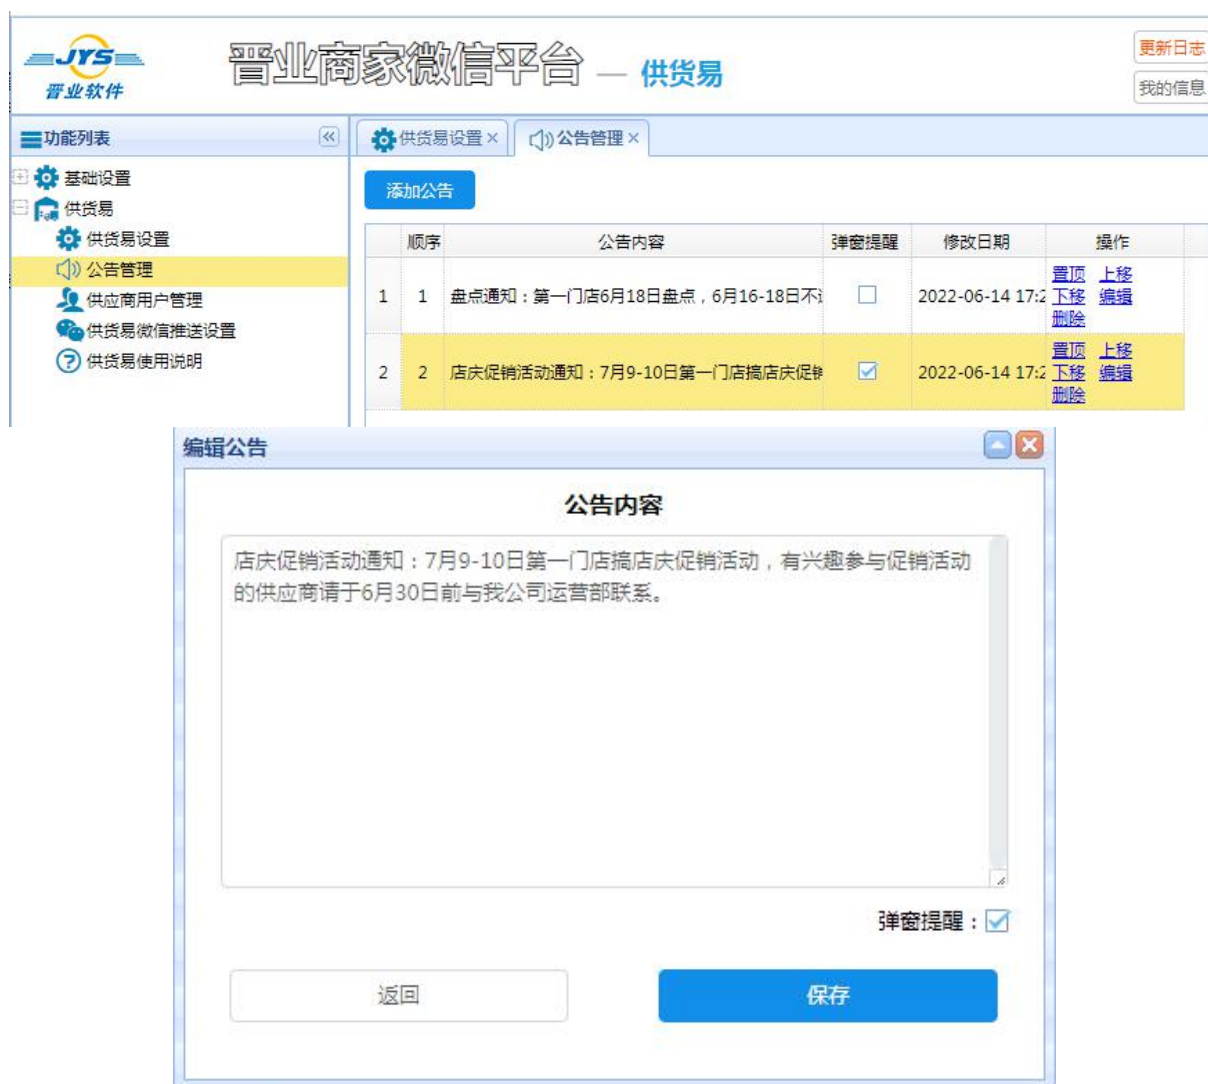 JYS
晋业软件
晋业商家微信平台 — 供货易
更新日志
我的信息
功能列表
供货易设置
公告管理
基础设置
供货易
供货易设置
公告管理
供应商用户管理
供货易微信推送设置
供货易使用说明
添加公告
顺序 公告内容 弹窗提醒 修改日期 操作
1 1 盘点通知：第一门店6月18日盘点，6月16-18日不 2022-06-14 17:2
置顶 上移
下移 编辑
删除
2 2 店庆促销活动通知：7月9-10日第一门店搞店庆促销 2022-06-14 17:2
置顶 上移
下移 编辑
删除
编辑公告
公告内容
店庆促销活动通知：7月9-10日第一门店搞店庆促销活动，有兴趣参与促销活动
的供应商请于6月30日前与我公司运营部联系。
弹窗提醒：
返回
保存